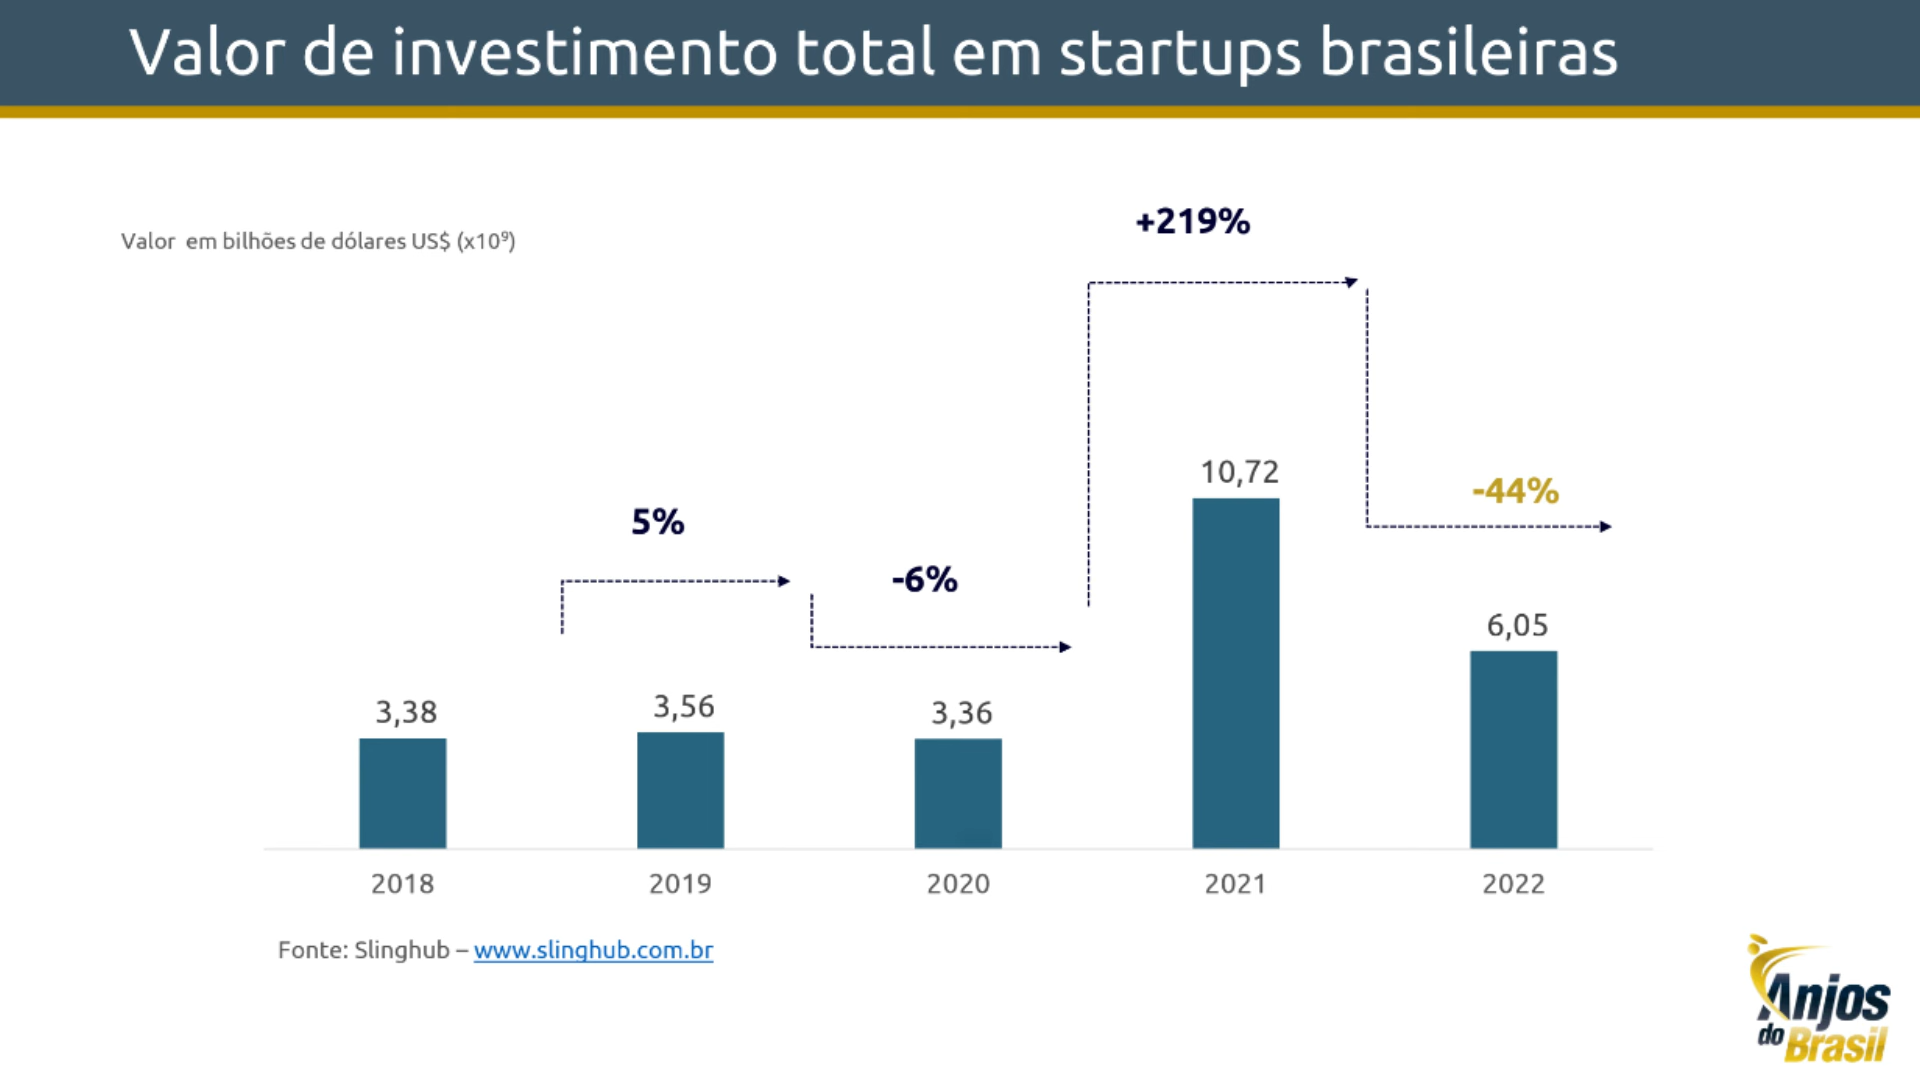 Valor de investimento total em startups brasileiras
Valor em bilhões de dólares US$ (x10⁹)
+219%
10,72
-44%
5%
-6%
6,05
3,38
3,56
3,36
2018
2019
2020
2021
2022
Fonte: Slinghub – www.slinghub.com.br
Anjos
do Brasil